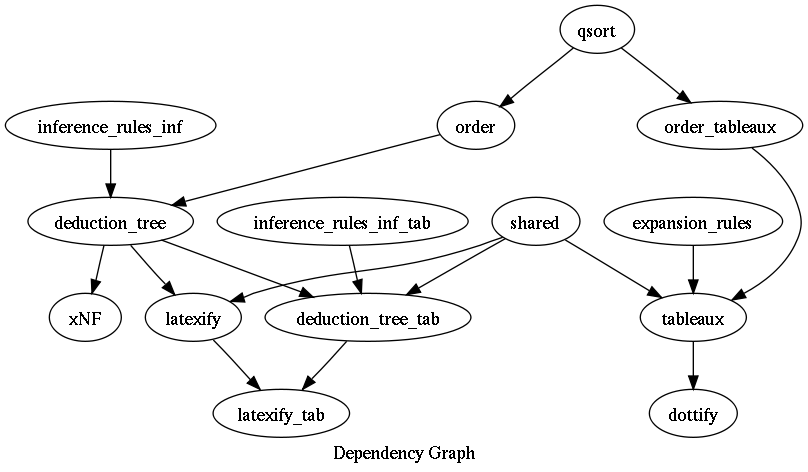 qsort
inference_rules_inf
order
order_tableaux
deduction_tree
inference_rules_inf_tab
shared
expansion_rules
xNF
latexify
deduction_tree_tab
tableaux
latexify_tab
dottify
Dependency Graph